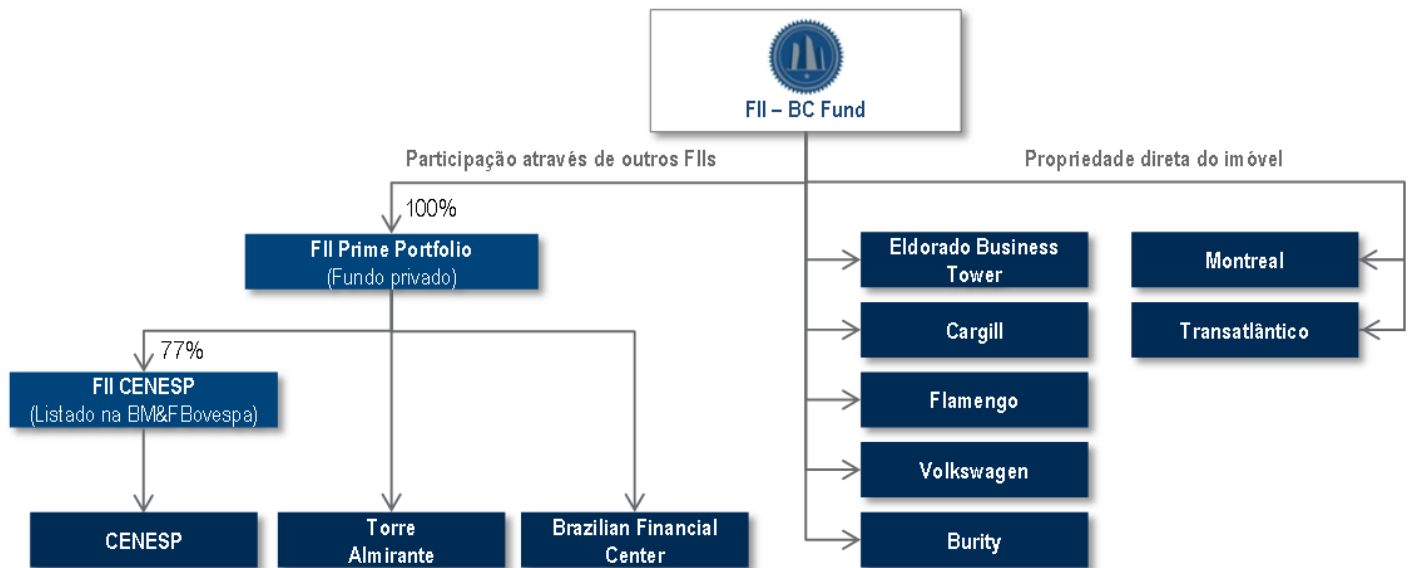 FII – BC Fund
Participação através de outros FIIs
Propriedade direta do imóvel
100%
FII Prime Portfolio
(Fundo privado)
Eldorado Business
Tower
Montreal
Cargill
Transatlântico
77%
FII CENESP
(Listado na BM&FBovespa)
Flamengo
Volkswagen
CENESP
Torre
Almirante
Brazilian Financial
Center
Burity